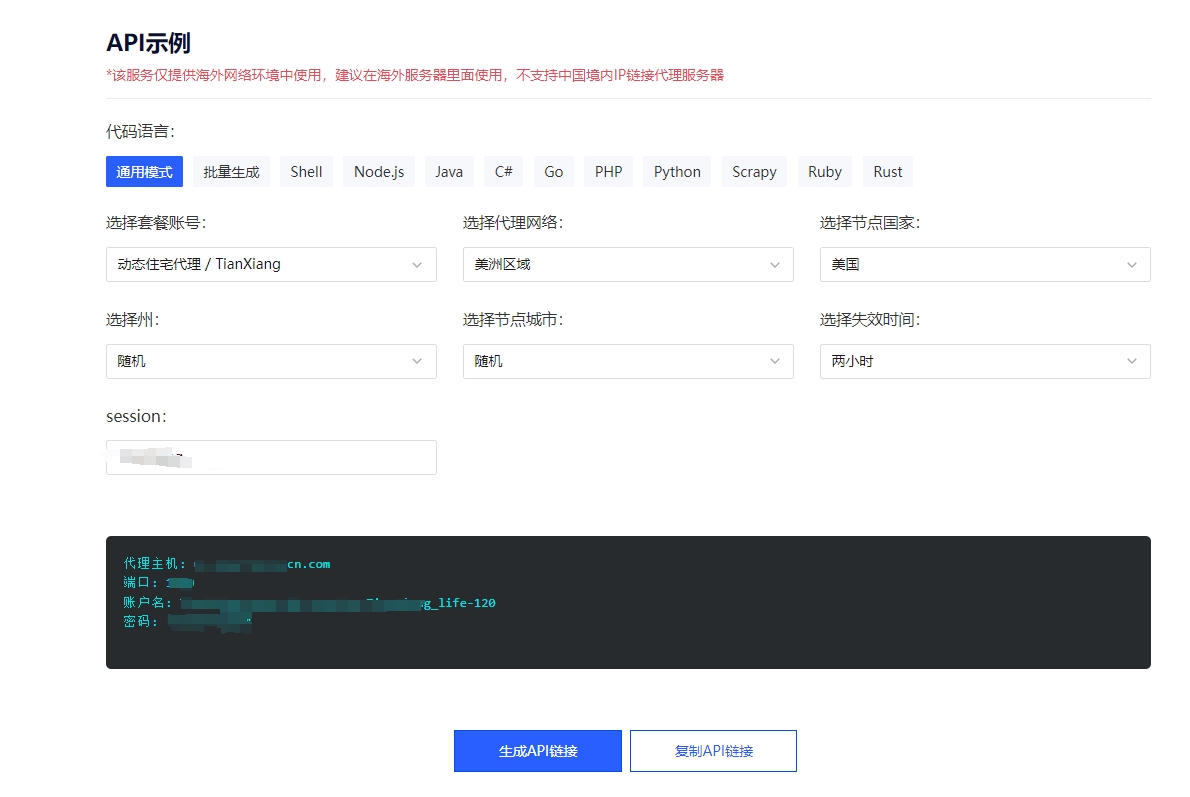 API示例
*该服务仅提供海外网络环境中使用，建议在海外服务器里面使用，不支持中国境内IP链接代理服务器
代码语言：
通用模式 批量生成 Shell Node.js Java C# Go PHP Python Scrapy Ruby Rust
选择套餐账号： 选择代理网络： 选择节点国家：
动态住宅代理 / TianXiang 美洲区域 美国
选择州： 选择节点城市： 选择失效时间：
随机 随机 两小时
session：
代理主机： cn.com
端口：
账户名： g_life-120
密码：
生成API链接 复制API链接